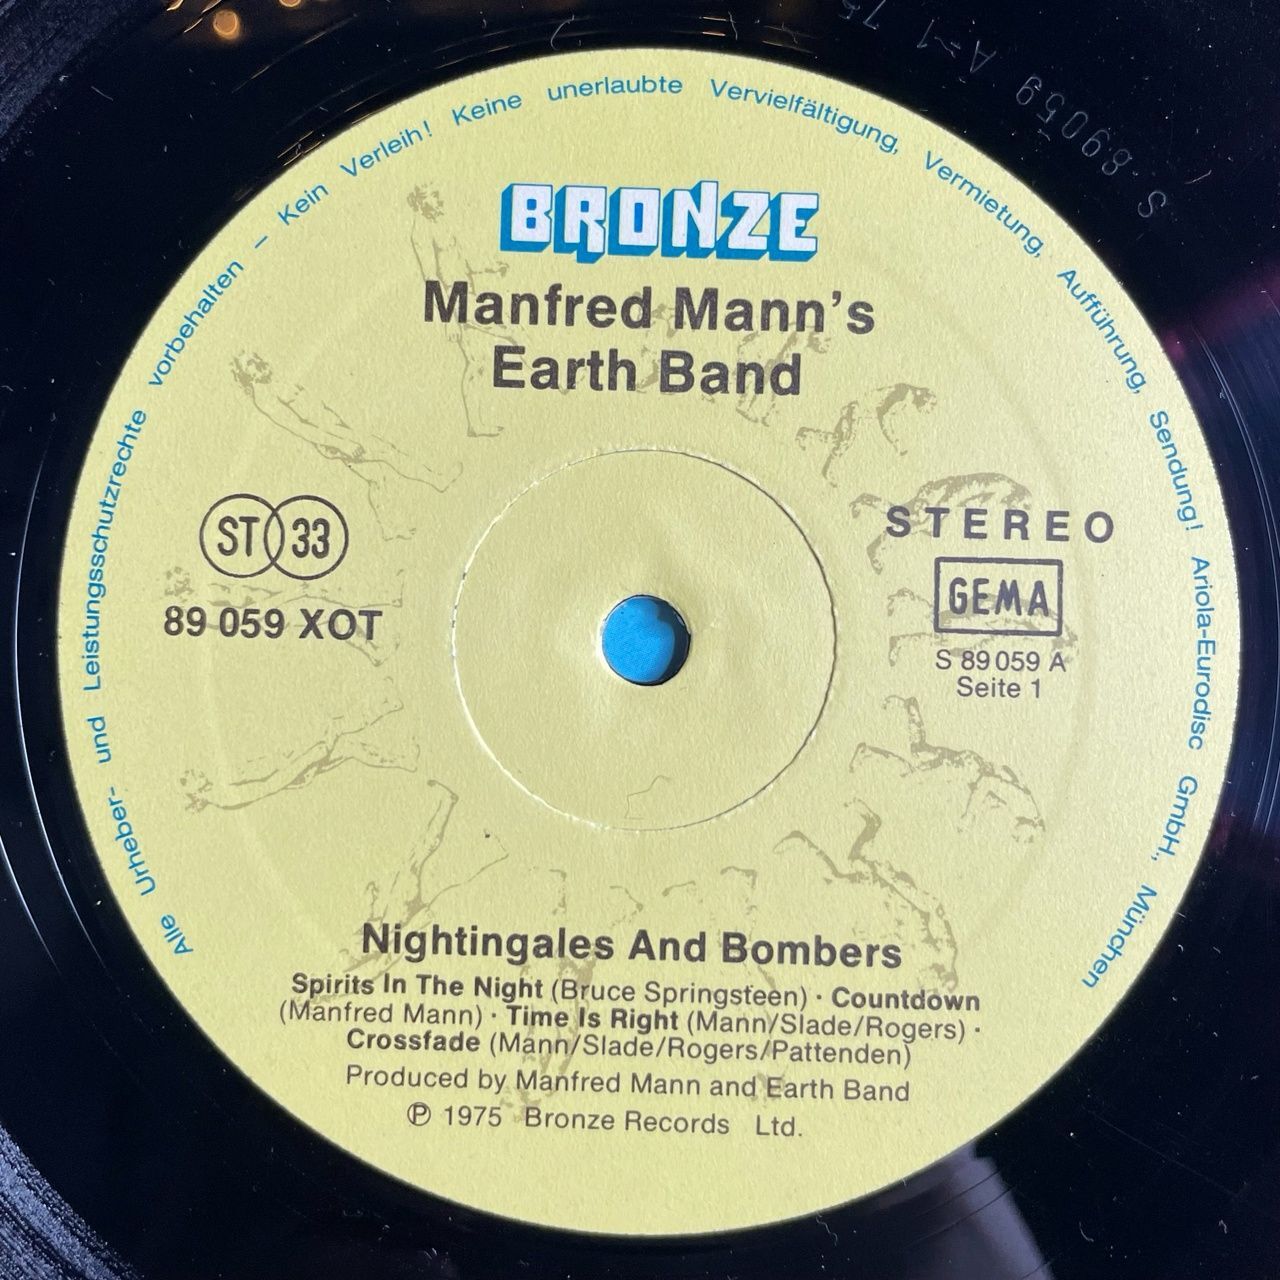 Alle Urheber- und Leistungsschutzrechte vorbehalten – Kein Verleih! Keine unerlaubte Vervielfältigung, Vermietung, Aufführung, Sendung! Ariola-Eurodisc GmbH., München
S 89059 A-1 75
BRONZE
Manfred Mann's
Earth Band
ST 33
89 059 XOT
STEREO
GEMA
S 89 059 A
Seite 1
Nightingales And Bombers
Spirits In The Night (Bruce Springsteen) · Countdown
(Manfred Mann) · Time Is Right (Mann/Slade/Rogers) ·
Crossfade (Mann/Slade/Rogers/Pattenden)
Produced by Manfred Mann and Earth Band
℗ 1975 Bronze Records Ltd.